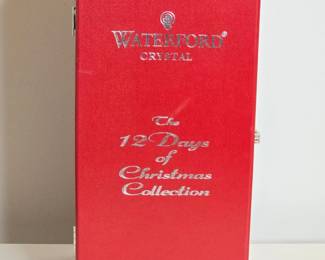 WATERFORD®
CRYSTAL
The
12 Days
of
Christmas
Collection